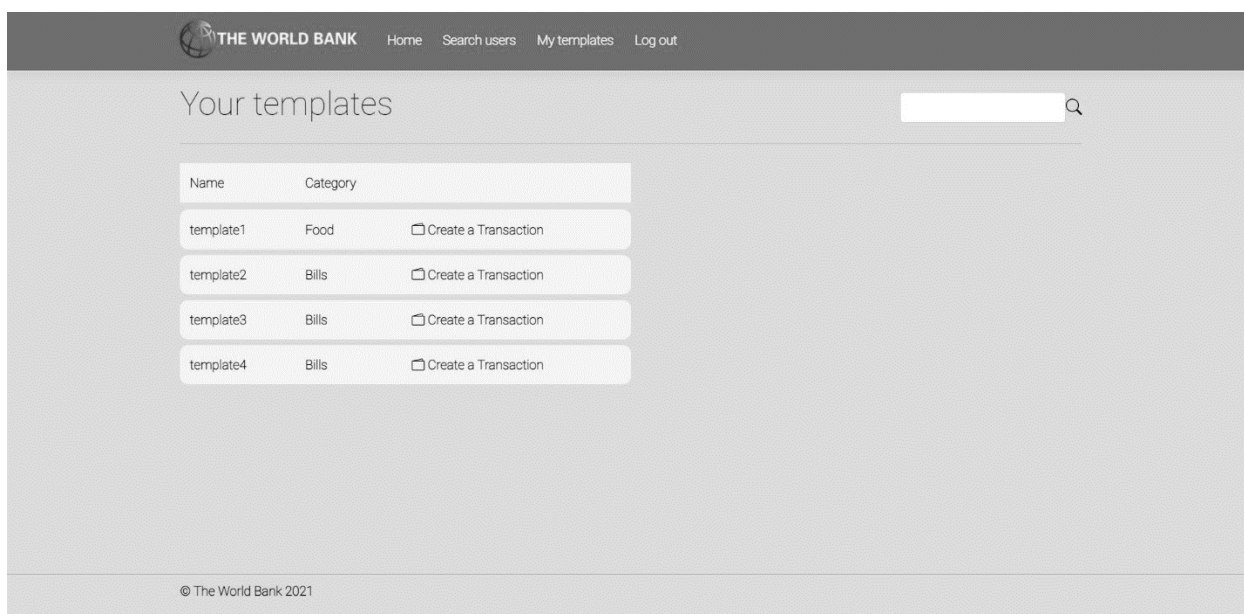 THE WORLD BANK Home Search users My templates Log out
Your templates
Name Category
template1 Food Create a Transaction
template2 Bills Create a Transaction
template3 Bills Create a Transaction
template4 Bills Create a Transaction
© The World Bank 2021